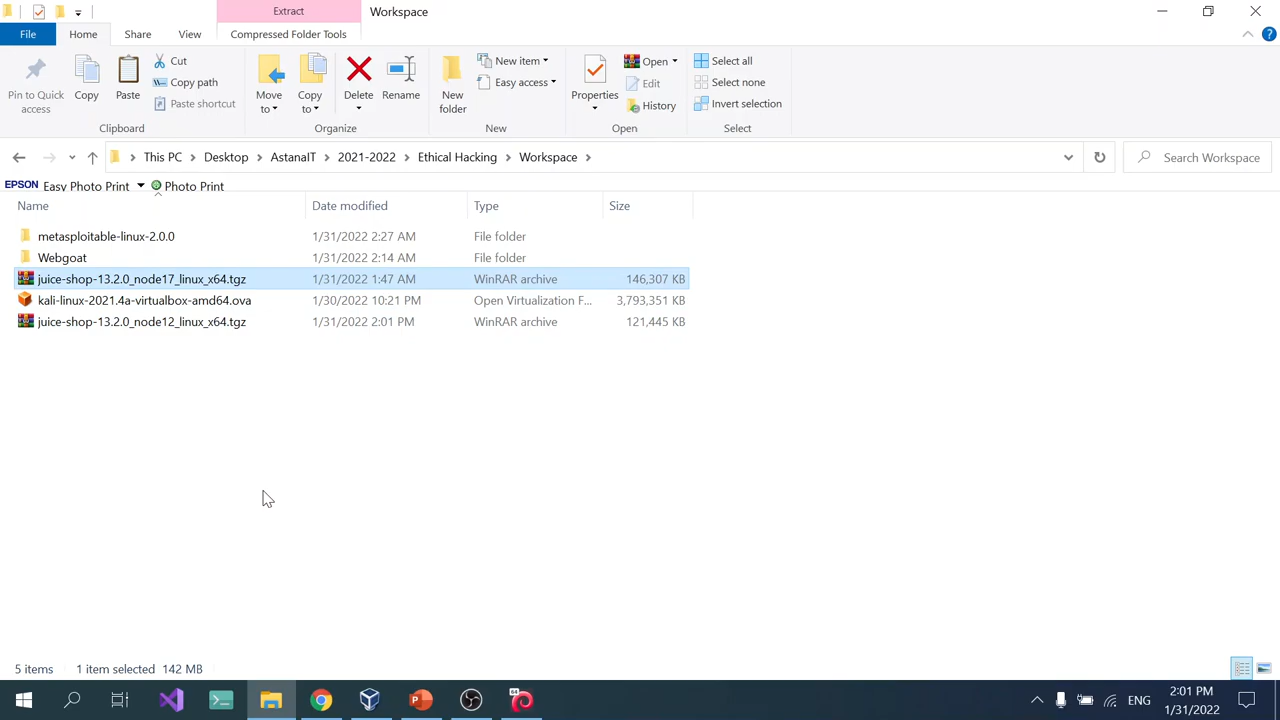 Extract
Workspace
File
Home
Share
View
Compressed Folder Tools
Pin to Quick access
Copy
Paste
Cut
Copy path
Paste shortcut
Clipboard
Move to
Copy to
Delete
Rename
Organize
New folder
New item
Easy access
New
Properties
Open
Edit
History
Open
Select all
Select none
Invert selection
Select
This PC
Desktop
AstanaIT
2021-2022
Ethical Hacking
Workspace
Search Workspace
EPSON Easy Photo Print
Photo Print
Name Date modified Type Size
metasploitable-linux-2.0.0 1/31/2022 2:27 AM File folder
Webgoat 1/31/2022 2:14 AM File folder
juice-shop-13.2.0_node17_linux_x64.tgz 1/31/2022 1:47 AM WinRAR archive 146,307 KB
kali-linux-2021.4a-virtualbox-amd64.ova 1/30/2022 10:21 PM Open Virtualization F... 3,793,351 KB
juice-shop-13.2.0_node12_linux_x64.tgz 1/31/2022 2:01 PM WinRAR archive 121,445 KB
5 items 1 item selected 142 MB
64
ENG
2:01 PM
1/31/2022